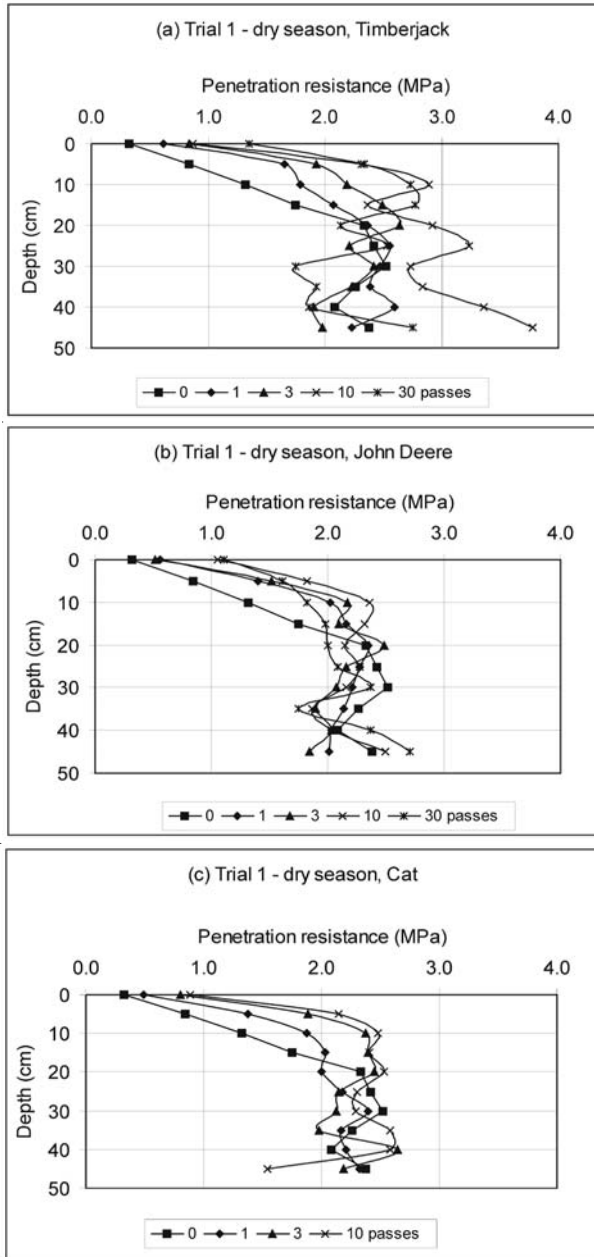 (a) Trial 1 - dry season, Timberjack
Penetration resistance (MPa)
0.0 1.0 2.0 3.0 4.0
0
10
20
30
40
50
Depth (cm)
0 1 3 10 30 passes
(b) Trial 1 - dry season, John Deere
Penetration resistance (MPa)
0.0 1.0 2.0 3.0 4.0
0
10
20
30
40
50
Depth (cm)
0 1 3 10 30 passes
(c) Trial 1 - dry season, Cat
Penetration resistance (MPa)
0.0 1.0 2.0 3.0 4.0
0
10
20
30
40
50
Depth (cm)
0 1 3 10 passes